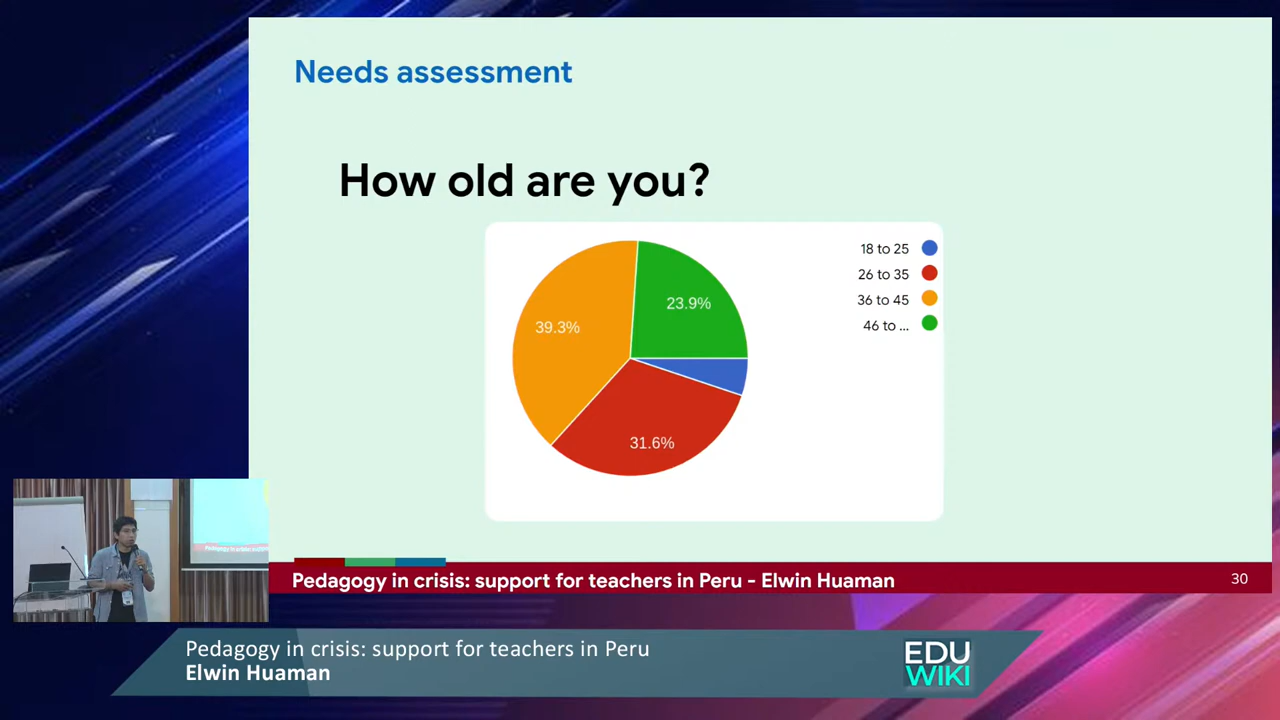 Needs assessment
How old are you?
18 to 25
26 to 35
36 to 45
46 to ...
23.9%
39.3%
31.6%
Pedagogy in crisis: support for teachers in Peru - Elwin Huaman
30
Pedagogy in crisis: support for teachers in Peru
Elwin Huaman
EDU
WIKI